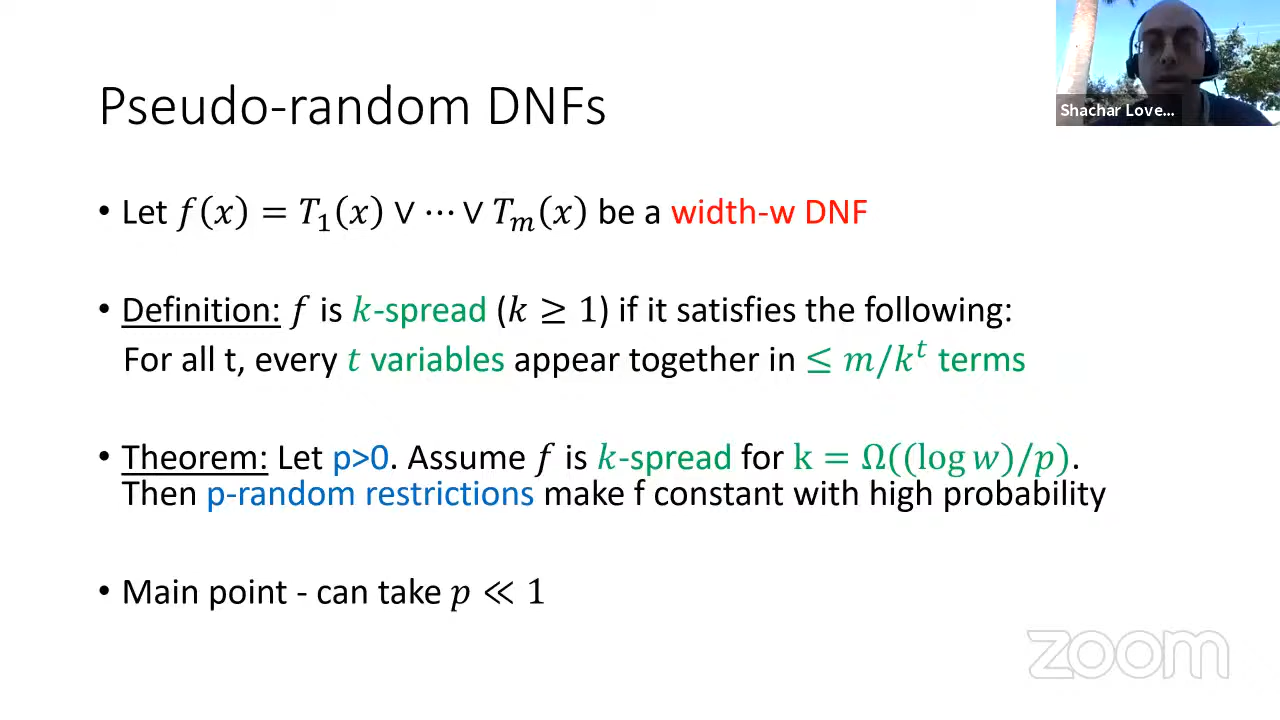 Pseudo-random DNFs
Shachar Love...
• Let f(x) = T₁(x) ∨ ⋯ ∨ Tₘ(x) be a width-w DNF
• Definition: f is k-spread (k ≥ 1) if it satisfies the following:
For all t, every t variables appear together in ≤ m/kᵗ terms
• Theorem: Let p>0. Assume f is k-spread for k = Ω((log w)/p).
Then p-random restrictions make f constant with high probability
• Main point - can take p ≪ 1
zoom